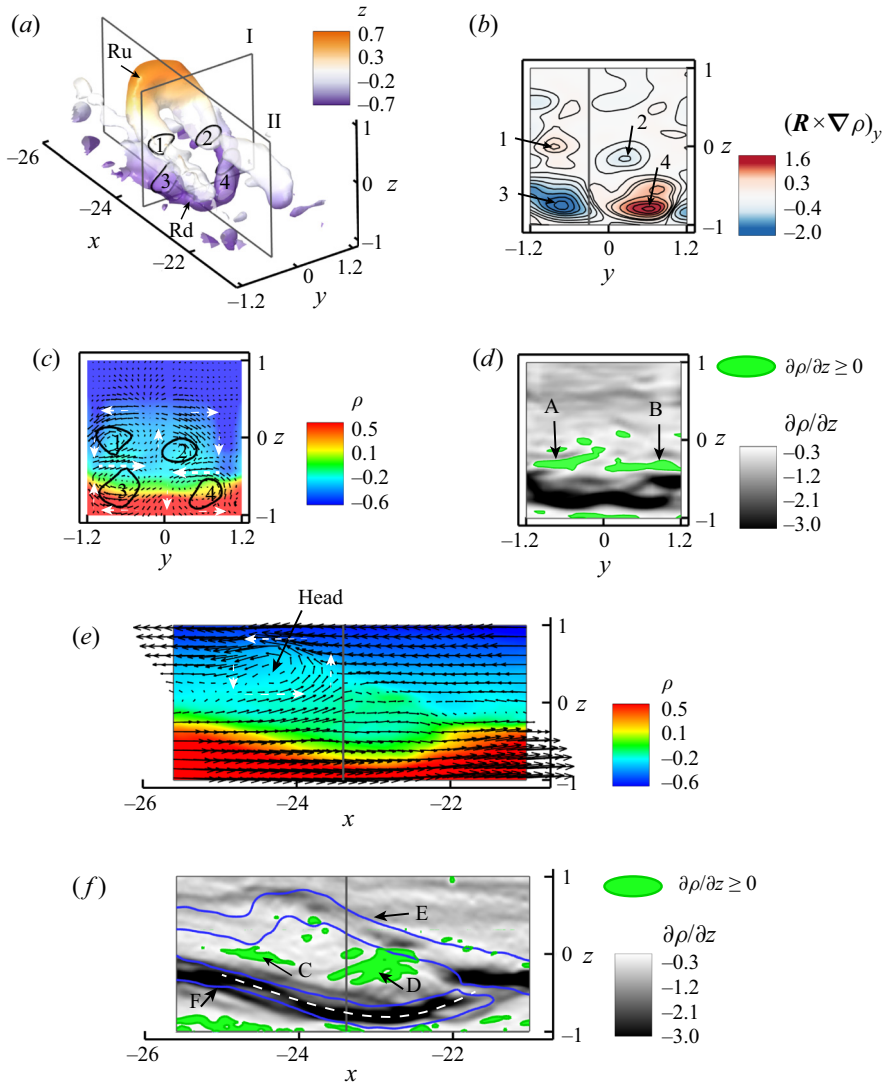 (a)
z
0.7
0.3
–0.2
–0.7
Ru
I
II
1
2
3
4
Rd
–26
–24
–22
x
–1.2
0
1.2
y
1
0
z
–1
(b)
1
2
3
4
1
z
0
–1
–1.2
0
1.2
y
(R×∇ρ)y
1.6
0.3
–0.4
–2.0
(c)
1
2
3
4
1
0
z
–1
–1.2
0
1.2
y
ρ
0.5
0.1
–0.2
–0.6
(d)
A
B
1
0
z
–1
–1.2
0
1.2
y
∂ρ/∂z ≥ 0
∂ρ/∂z
–0.3
–1.2
–2.1
–3.0
(e)
Head
1
0
z
–1
–26
–24
–22
x
ρ
0.5
0.1
–0.2
–0.6
(f)
E
C
D
F
1
0
z
–1
–26
–24
–22
x
∂ρ/∂z ≥ 0
∂ρ/∂z
–0.3
–1.2
–2.1
–3.0